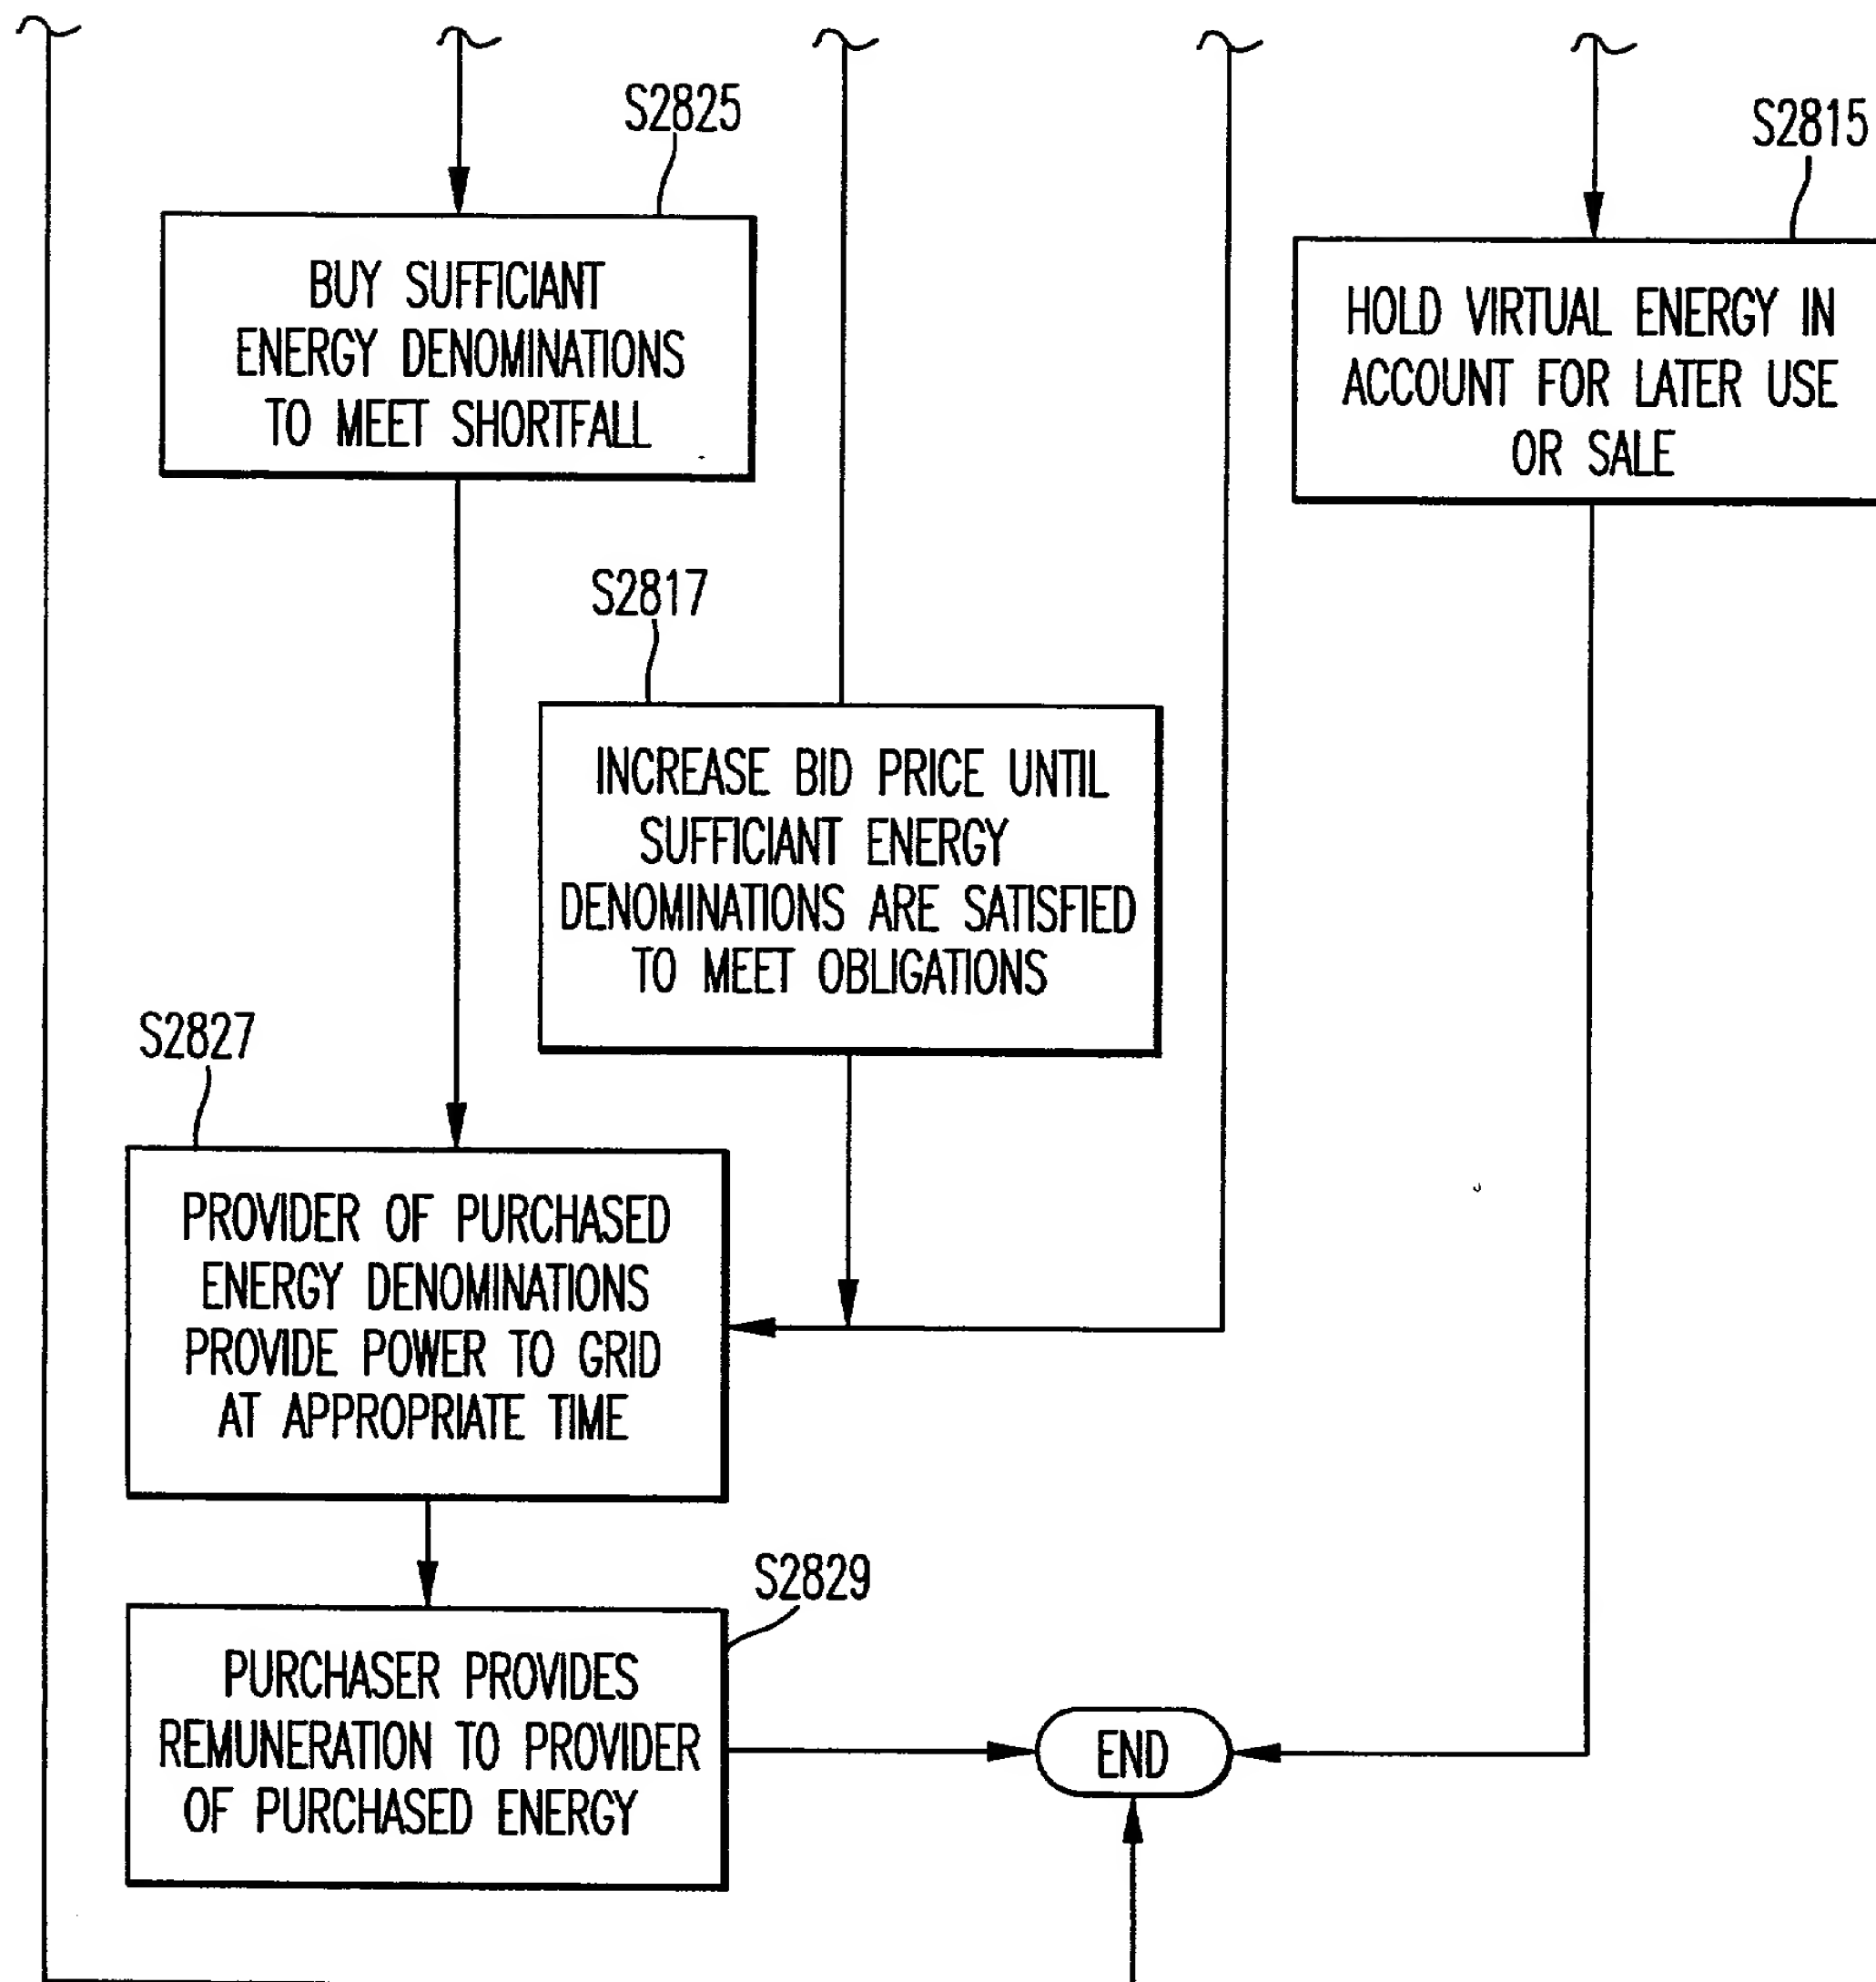 S2825
BUY SUFFICIANT
ENERGY DENOMINATIONS
TO MEET SHORTFALL
S2815
HOLD VIRTUAL ENERGY IN
ACCOUNT FOR LATER USE
OR SALE
S2817
INCREASE BID PRICE UNTIL
SUFFICIANT ENERGY
DENOMINATIONS ARE SATISFIED
TO MEET OBLIGATIONS
S2827
PROVIDER OF PURCHASED
ENERGY DENOMINATIONS
PROVIDE POWER TO GRID
AT APPROPRIATE TIME
S2829
PURCHASER PROVIDES
REMUNERATION TO PROVIDER
OF PURCHASED ENERGY
END